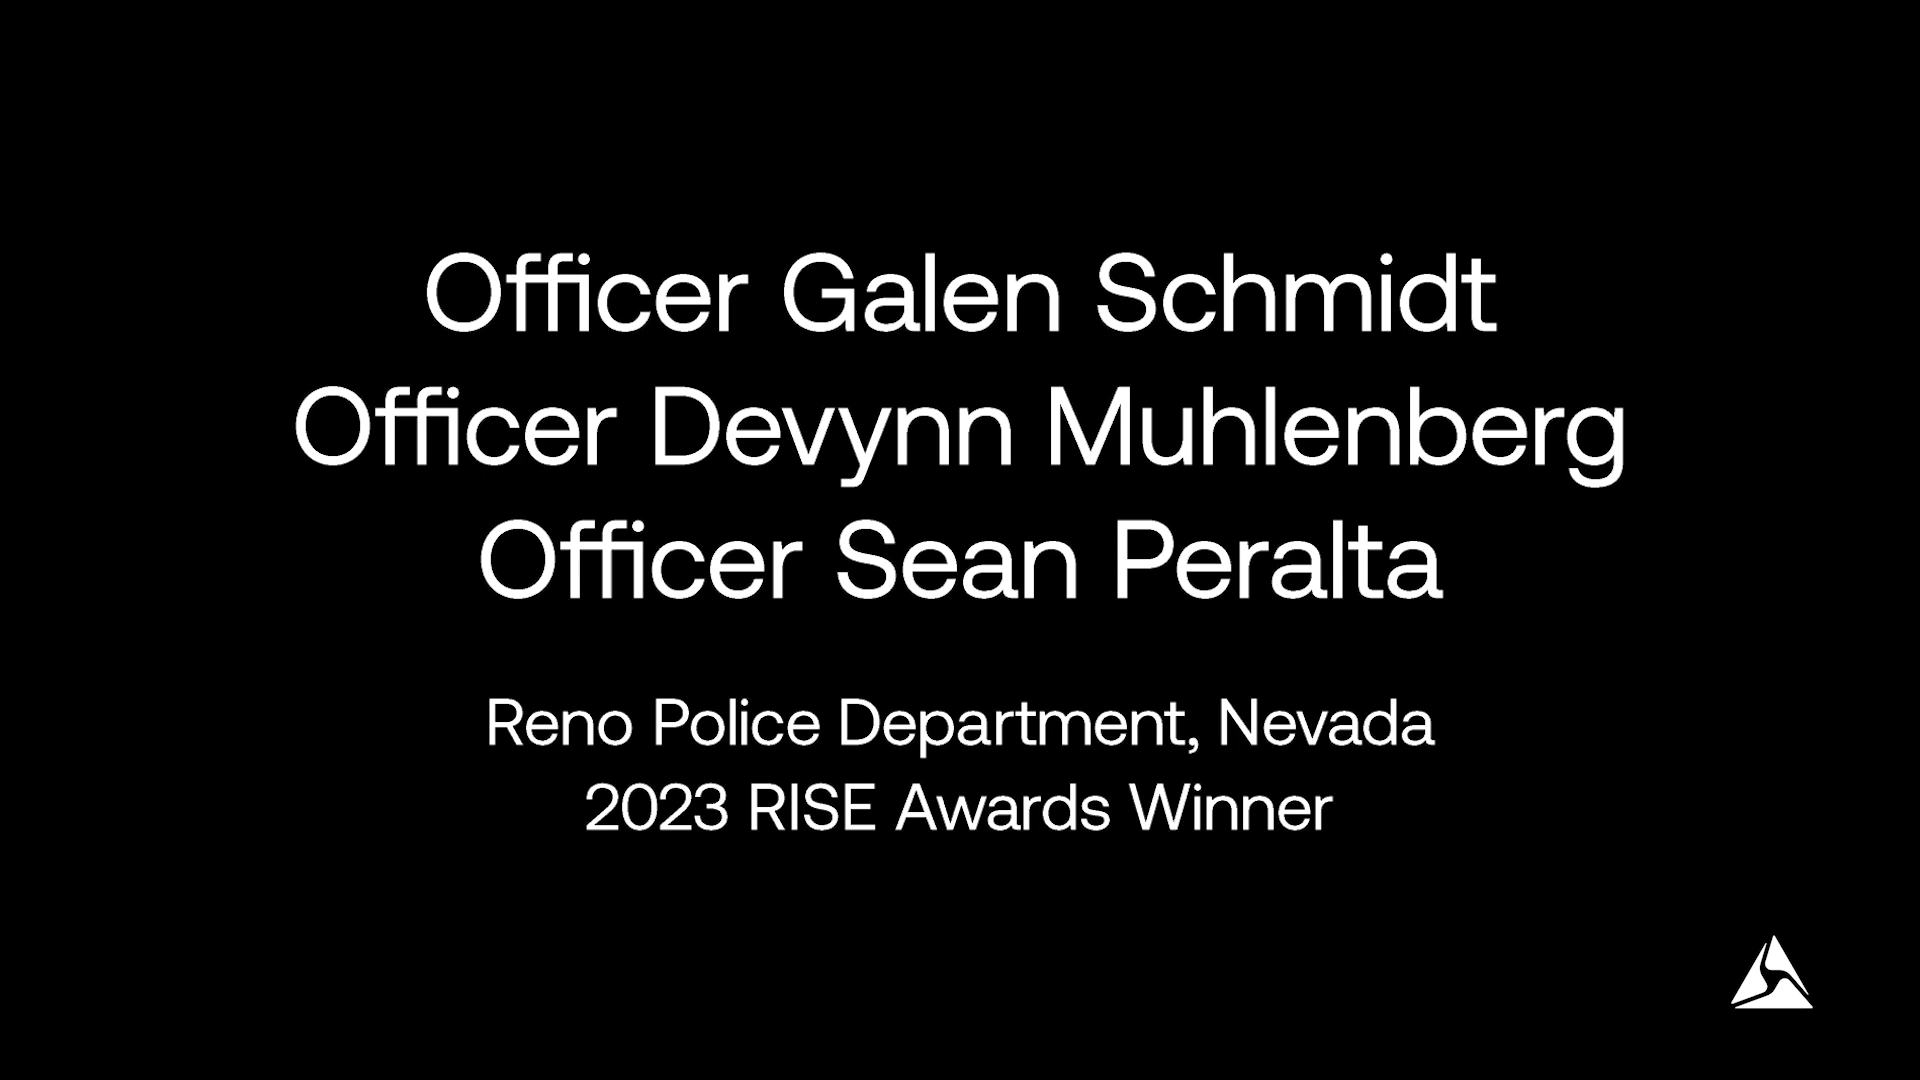 Officer Galen Schmidt
Officer Devynn Muhlenberg
Officer Sean Peralta
Reno Police Department, Nevada
2023 RISE Awards Winner